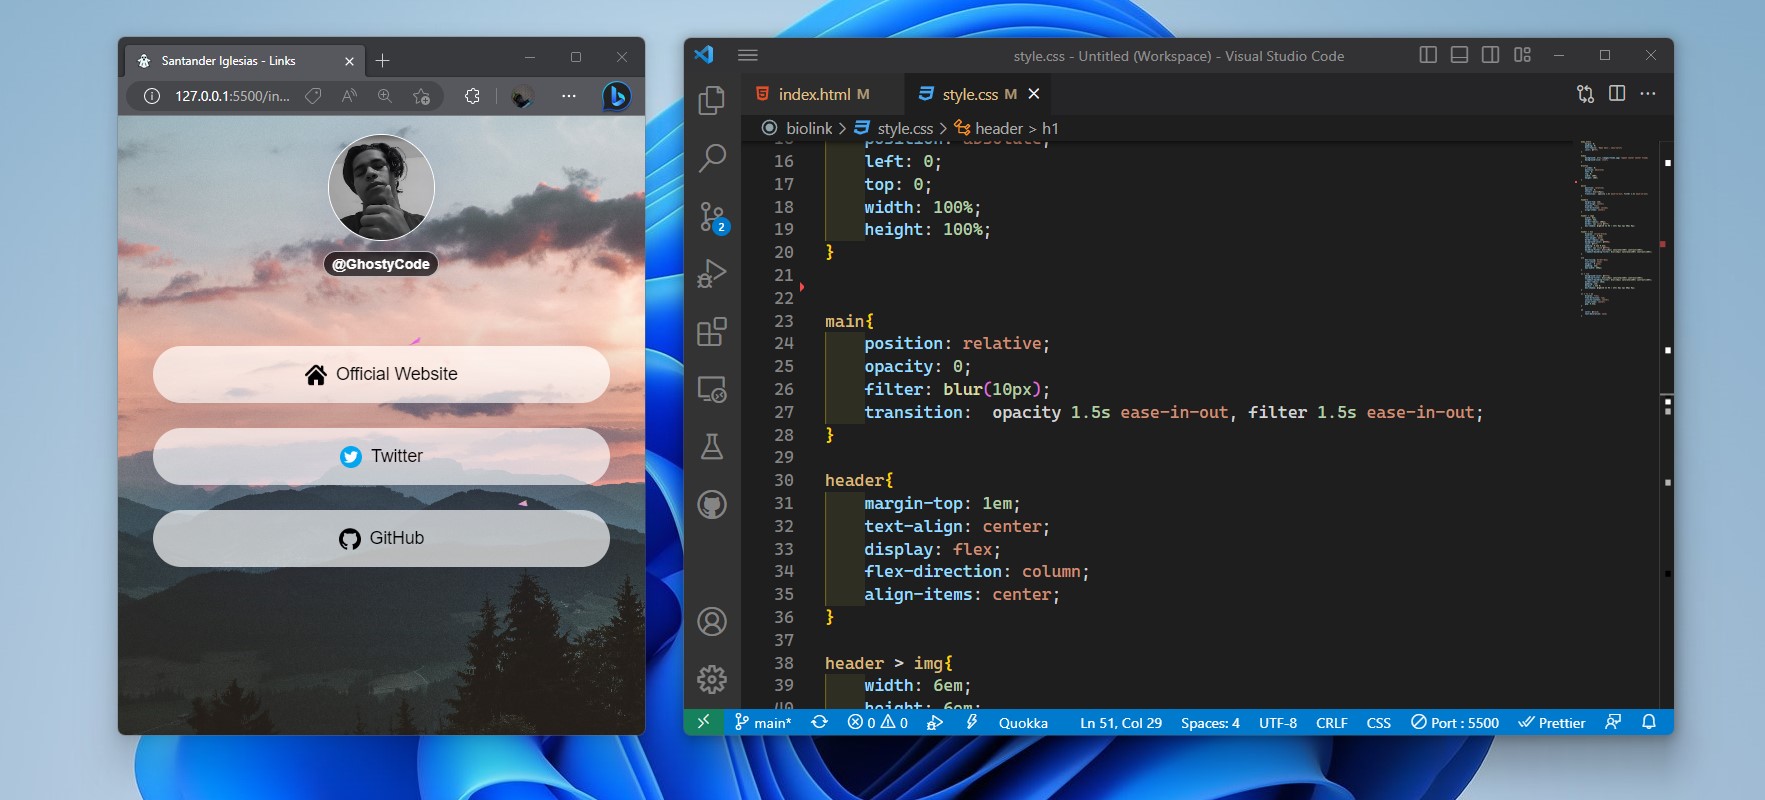 Santander Iglesias - Links
127.0.0.1:5500/in...
@GhostyCode
Official Website
Twitter
GitHub
style.css - Untitled (Workspace) - Visual Studio Code
index.html M
style.css M
biolink > style.css > header > h1
position: absolute;
16 left: 0;
17 top: 0;
18 width: 100%;
19 height: 100%;
20 }
21
22
23 main{
24 position: relative;
25 opacity: 0;
26 filter: blur(10px);
27 transition:  opacity 1.5s ease-in-out, filter 1.5s ease-in-out;
28 }
29
30 header{
31 margin-top: 1em;
32 text-align: center;
33 display: flex;
34 flex-direction: column;
35 align-items: center;
36 }
37
38 header > img{
39 width: 6em;
40 height: 6em;
2
main* 0 0 Quokka Ln 51, Col 29 Spaces: 4 UTF-8 CRLF CSS Port : 5500 Prettier